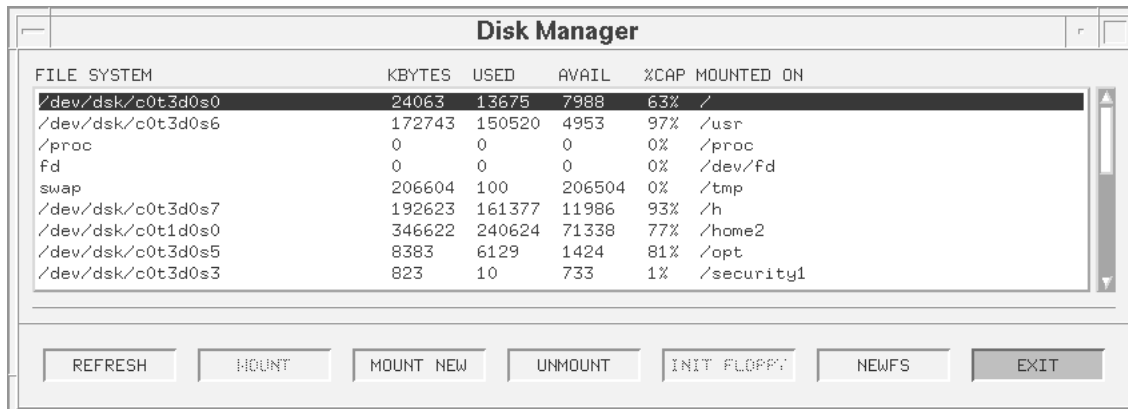 Disk Manager
FILE SYSTEM KBYTES USED AVAIL %CAP MOUNTED ON
/dev/dsk/c0t3d0s0 24063 13675 7988 63% /
/dev/dsk/c0t3d0s6 172743 150520 4953 97% /usr
/proc 0 0 0 0% /proc
fd 0 0 0 0% /dev/fd
swap 206604 100 206504 0% /tmp
/dev/dsk/c0t3d0s7 192623 161377 11986 93% /h
/dev/dsk/c0t1d0s0 346622 240624 71338 77% /home2
/dev/dsk/c0t3d0s5 8383 6129 1424 81% /opt
/dev/dsk/c0t3d0s3 823 10 733 1% /security1
REFRESH MOUNT MOUNT NEW UNMOUNT INIT FLOPPY NEWFS EXIT